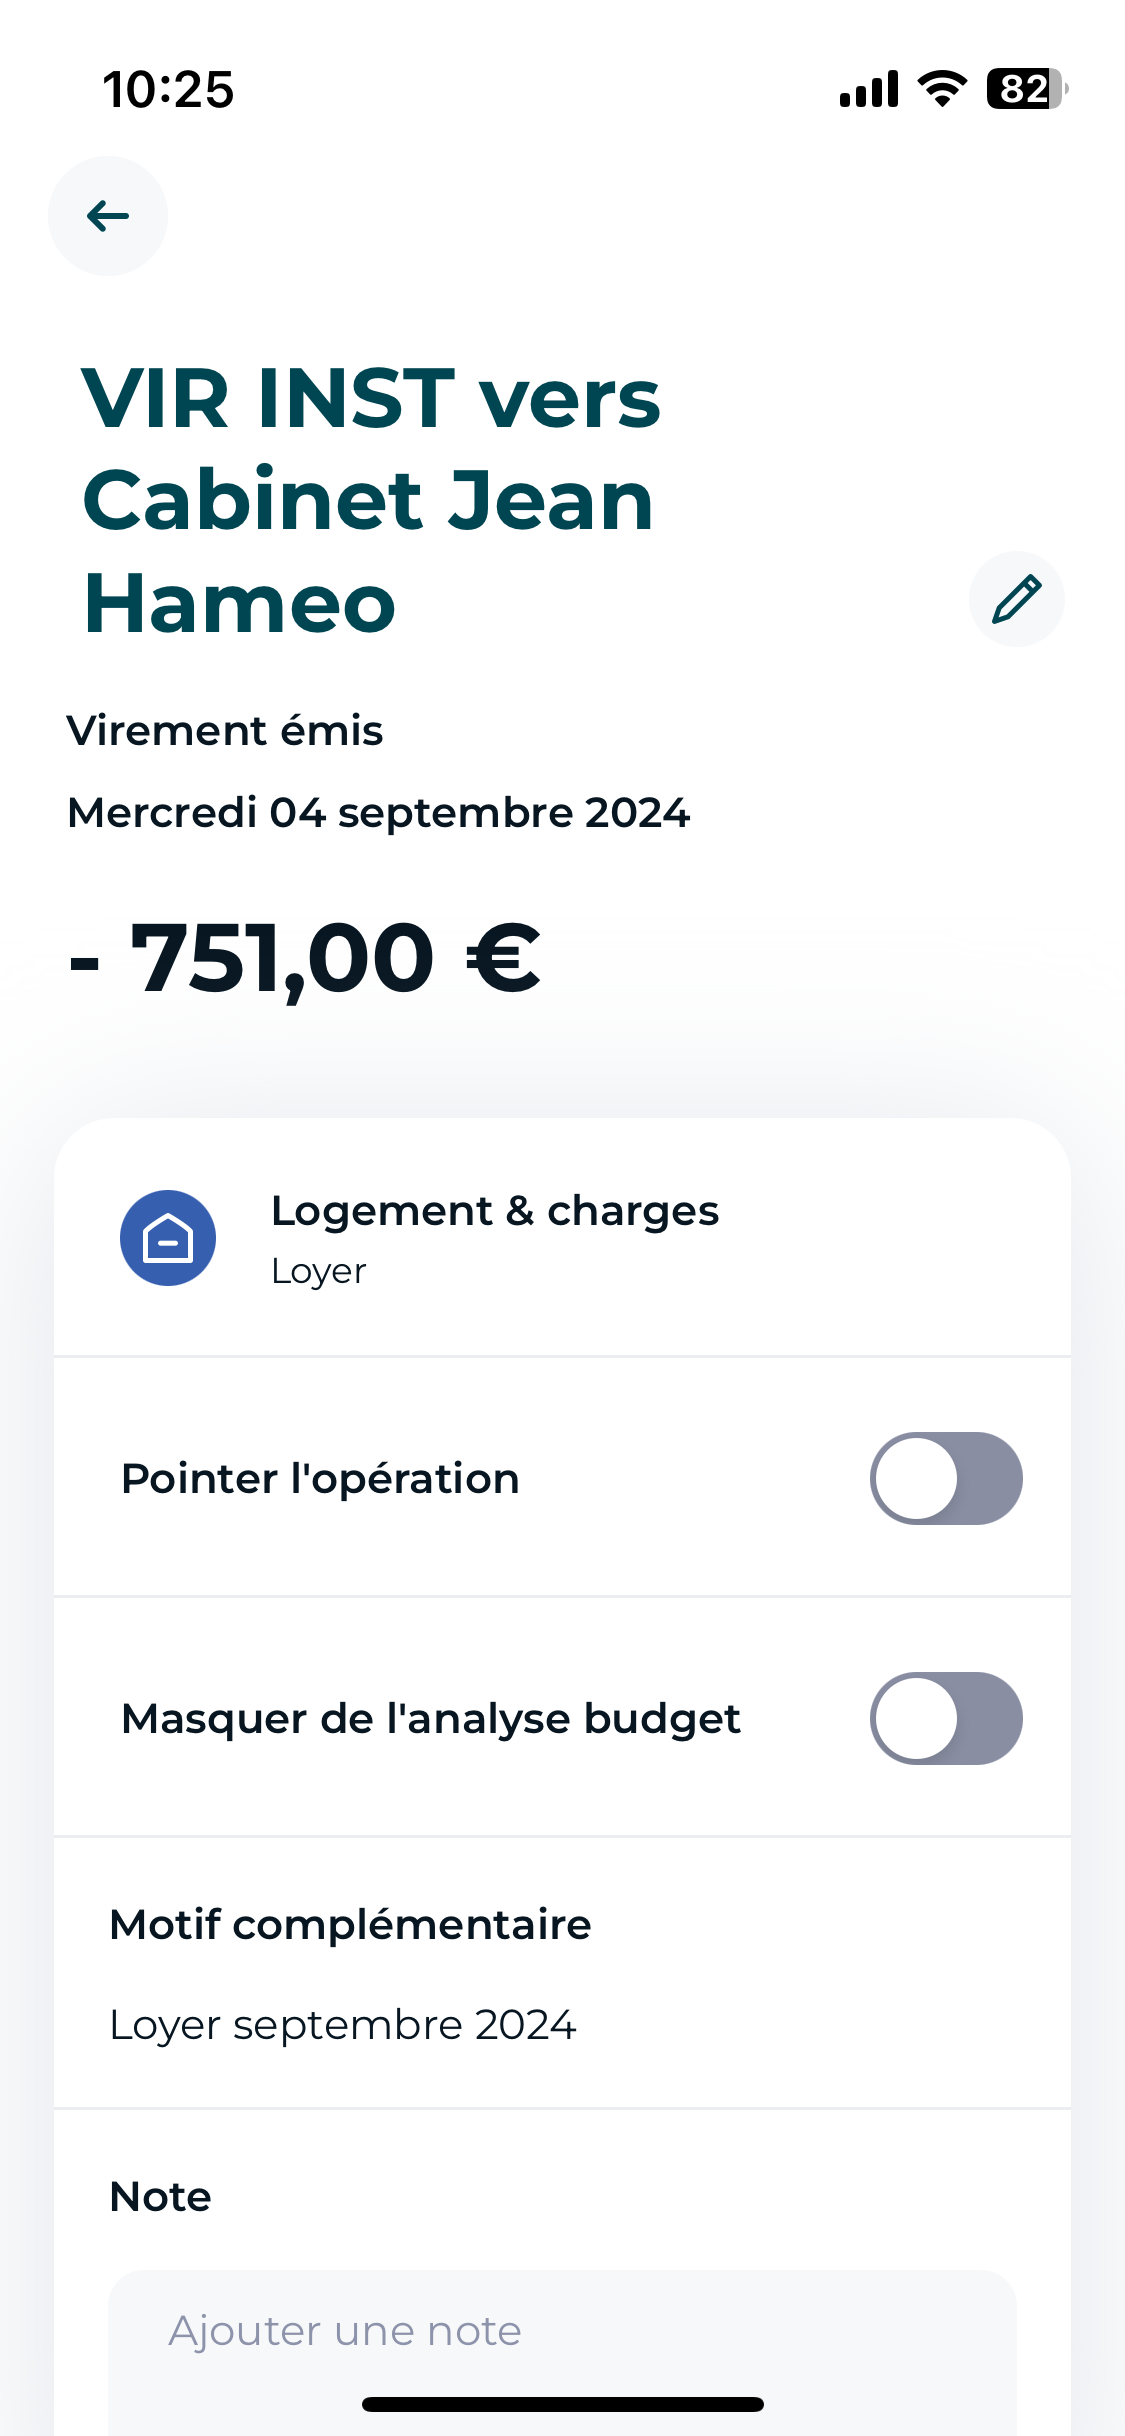 10:25
82
VIR INST vers
Cabinet Jean
Hameo
Virement émis
Mercredi 04 septembre 2024
- 751,00 €
Logement & charges
Loyer
Pointer l'opération
Masquer de l'analyse budget
Motif complémentaire
Loyer septembre 2024
Note
Ajouter une note